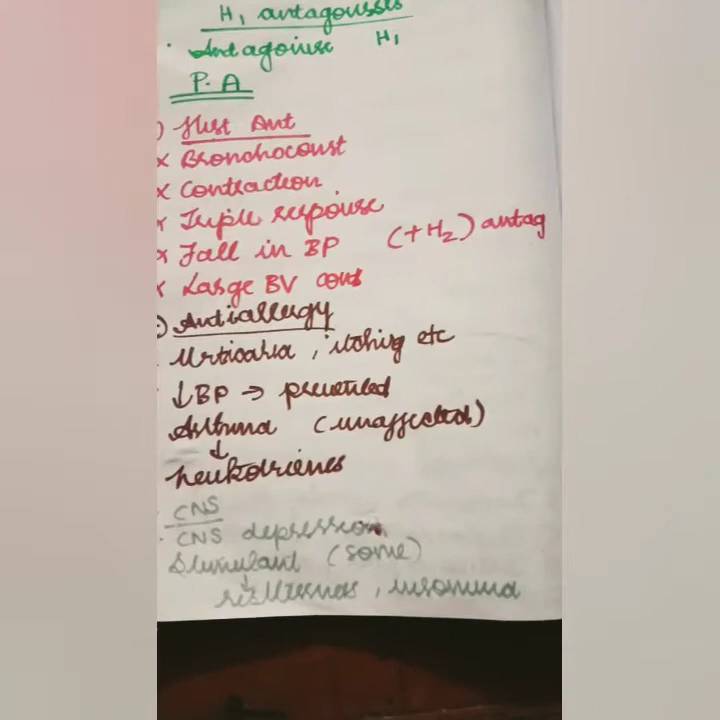 H₁ antagonists
· Antagonise H₁
P. A
) Hist Ant
x Bronchoconst
x Contraction
x Triple response
x Fall in BP (+H₂) antag
x Large BV const
) Antiallergy
· Urticaria, itching etc
· ↓BP → prevented
Asthma (unaffected)
↓
leukotrienes
· CNS
· CNS depression
Stimulant (some)
↓
restlessness, insomnia